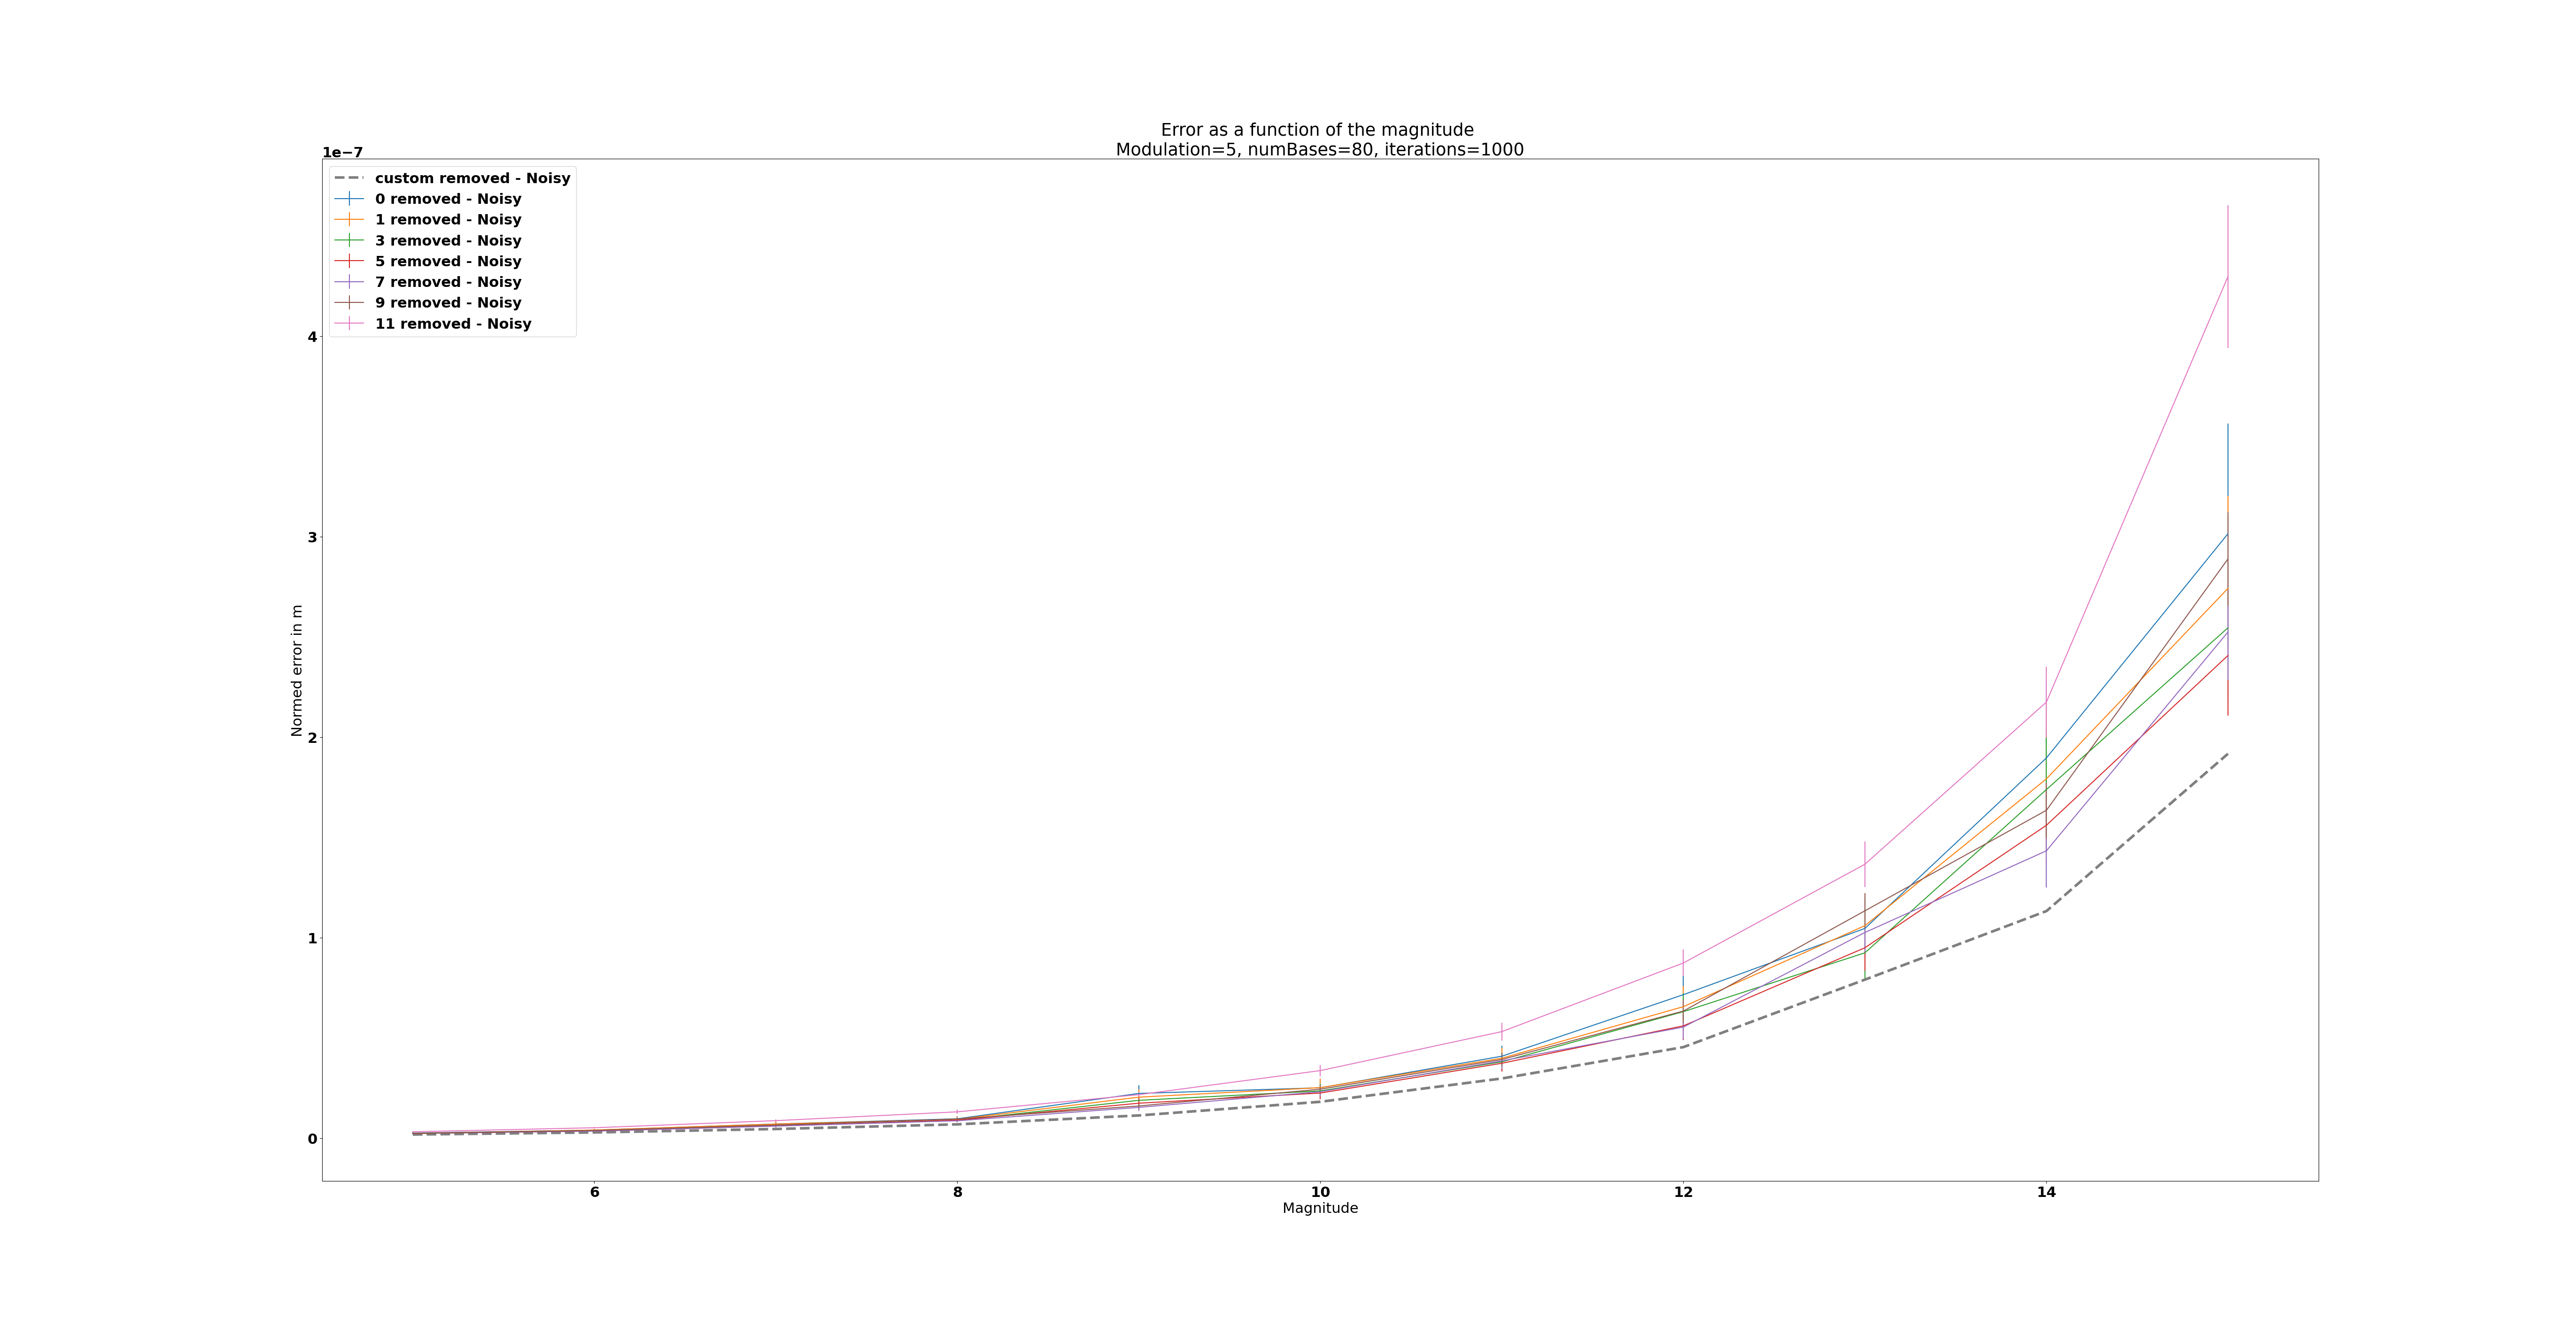 Error as a function of the magnitude
Modulation=5, numBases=80, iterations=1000
1e−7
custom removed - Noisy
0 removed - Noisy
1 removed - Noisy
3 removed - Noisy
5 removed - Noisy
7 removed - Noisy
9 removed - Noisy
11 removed - Noisy
4
3
2
1
0
Normed error in m
6 8 10 12 14
Magnitude